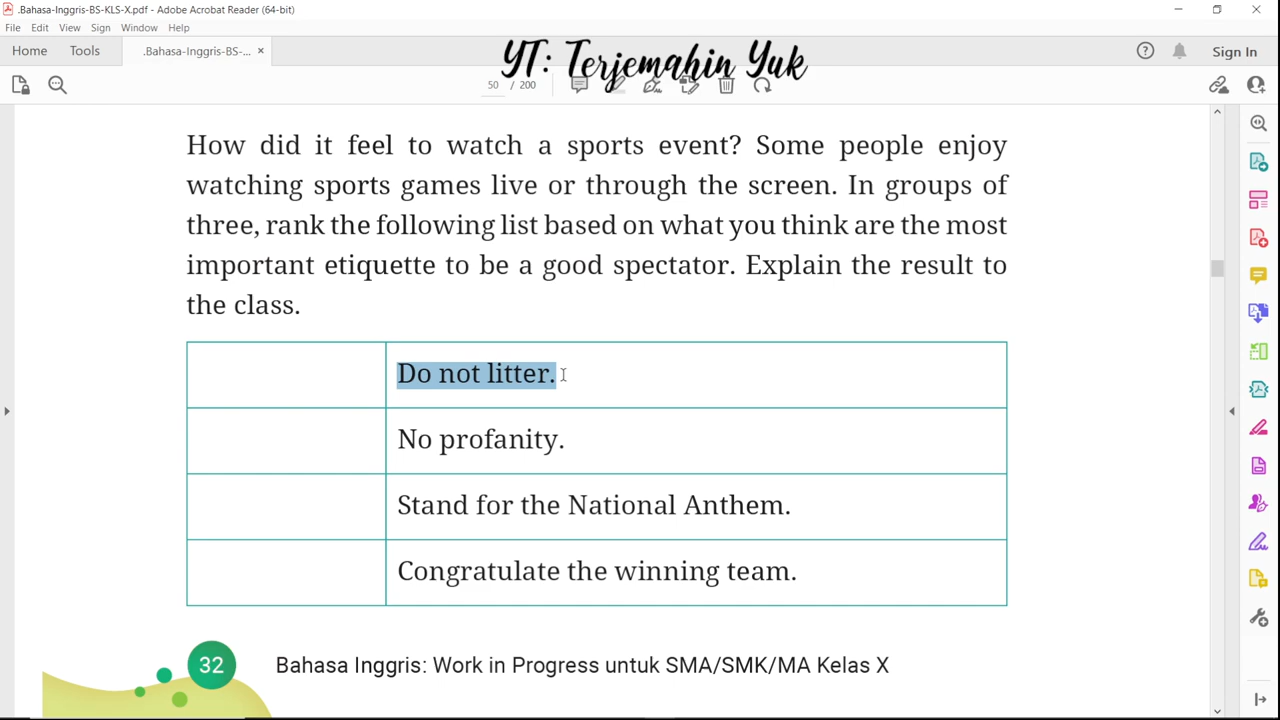 .Bahasa-Inggris-BS-KLS-X.pdf - Adobe Acrobat Reader (64-bit)
File Edit View Sign Window Help
Home Tools .Bahasa-Inggris-BS-... × Sign In
YT: Terjemahin Yuk
50 / 200
How did it feel to watch a sports event? Some people enjoy
watching sports games live or through the screen. In groups of
three, rank the following list based on what you think are the most
important etiquette to be a good spectator. Explain the result to
the class.
Do not litter.
No profanity.
Stand for the National Anthem.
Congratulate the winning team.
32 Bahasa Inggris: Work in Progress untuk SMA/SMK/MA Kelas X